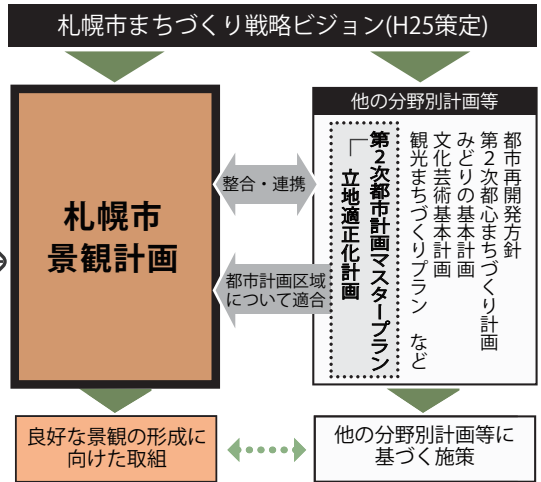 札幌市まちづくり戦略ビジョン(H25策定)
札幌市
景観計画
整合・連携
都市計画区域
について適合
他の分野別計画等
都市再開発方針
第２次都心まちづくり計画
みどりの基本計画
文化芸術基本計画
観光まちづくりプラン など
第２次都市計画マスタープラン
立地適正化計画
良好な景観の形成に
向けた取組
他の分野別計画等に
基づく施策